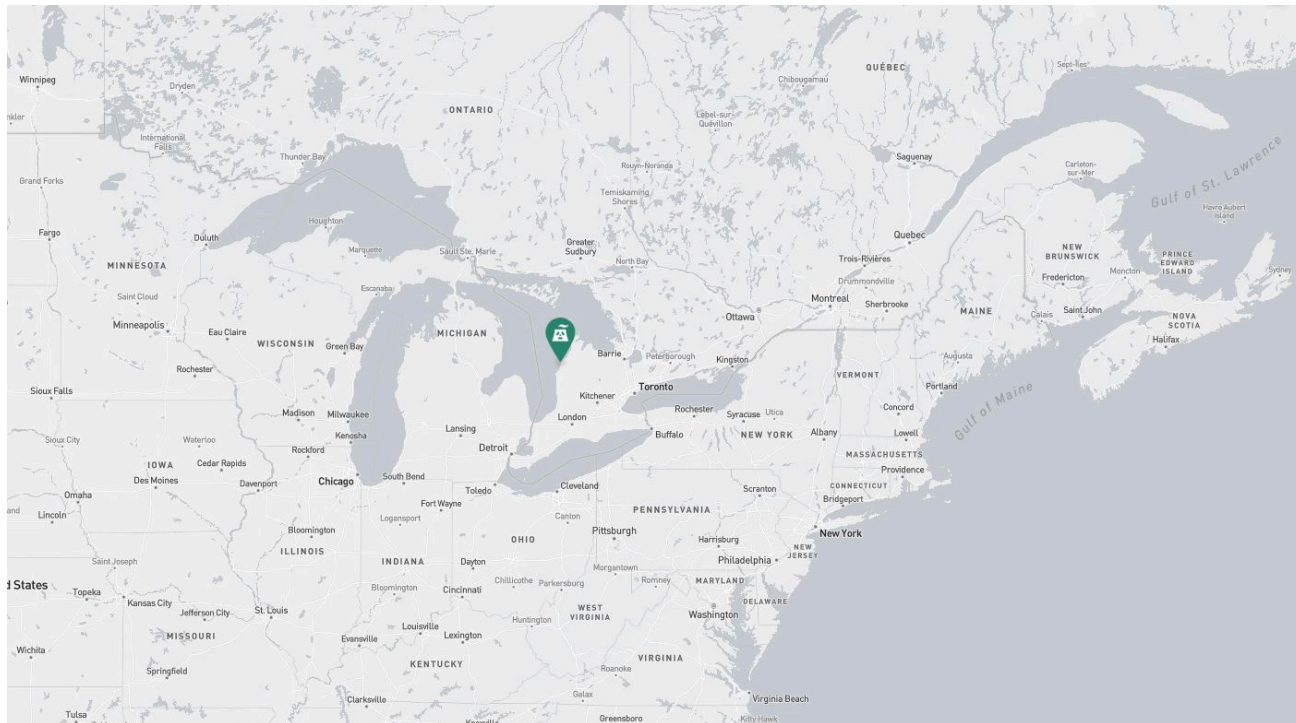 Winnipeg
Dryden
nkler
International
Falls
Thunder Bay
ONTARIO
Chibougamau
QUÉBEC
Sept-Îles
Lebel-sur-
Quévillon
Rouyn-Noranda
Temiskaming
Shores
Saguenay
Carleton-
sur-Mer
Gulf of St. Lawrence
Havre Aubert
Island
Grand Forks
Fargo
Duluth
Houghton
Marquette
Sault Ste. Marie
Greater
Sudbury
North Bay
Quebec
Trois-Rivières
Drummondville
Montreal
Sherbrooke
NEW
BRUNSWICK
Fredericton
Moncton
PRINCE
EDWARD
ISLAND
Sydney
MINNESOTA
Saint Cloud
Minneapolis
Eau Claire
WISCONSIN
Escanaba
Green Bay
MICHIGAN
Ottawa
MAINE
Calais
Saint John
NOVA
SCOTIA
Halifax
Barrie
Peterborough
Kingston
Toronto
Kitchener
London
VERMONT
Augusta
Portland
Gulf of Maine
Sioux Falls
Rochester
Madison
Milwaukee
Kenosha
Lansing
Detroit
Rochester
Syracuse
Utica
Buffalo
NEW YORK
Albany
Concord
Lowell
MASSACHUSETTS
Providence
CONNECTICUT
Bridgeport
Sioux City
Waterloo
Rockford
IOWA
Cedar Rapids
Des Moines
Davenport
Chicago
South Bend
Toledo
Cleveland
Fort Wayne
Omaha
Lincoln
and
Bloomington
ILLINOIS
Logansport
INDIANA
OHIO
Canton
Pittsburgh
PENNSYLVANIA
Scranton
Harrisburg
New York
NEW
JERSEY
Philadelphia
d States
Saint Joseph
Topeka
Kansas City
Jefferson City
St. Louis
MISSOURI
Bloomington
Dayton
Cincinnati
Chillicothe
Parkersburg
Morgantown
Romney
MARYLAND
DELAWARE
Washington
WEST
VIRGINIA
Huntington
Evansville
Louisville
Lexington
KENTUCKY
Wichita
Springfield
Tulsa
Clarksville
Knoxville
Roanoke
VIRGINIA
Galax
Greensboro
Virginia Beach
Kitty Hawk